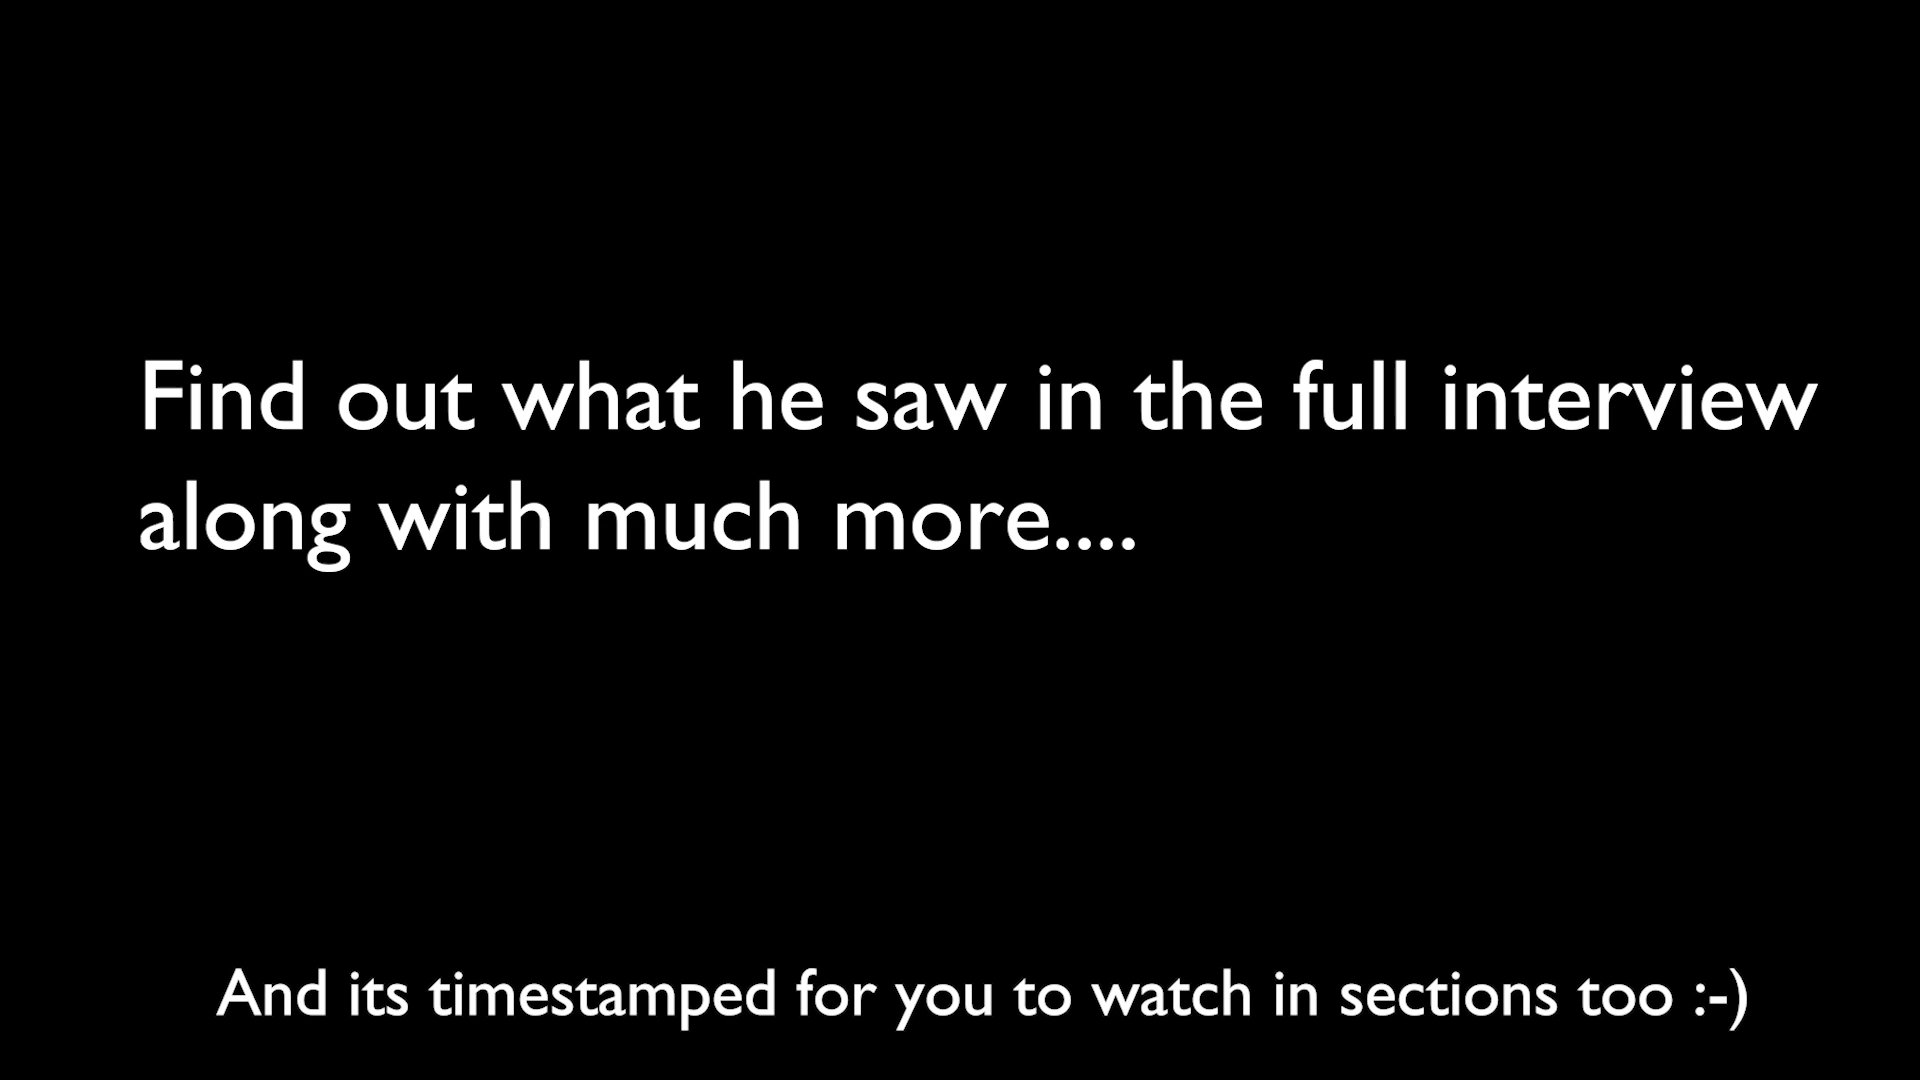 Find out what he saw in the full interview
along with much more....
And its timestamped for you to watch in sections too :-)